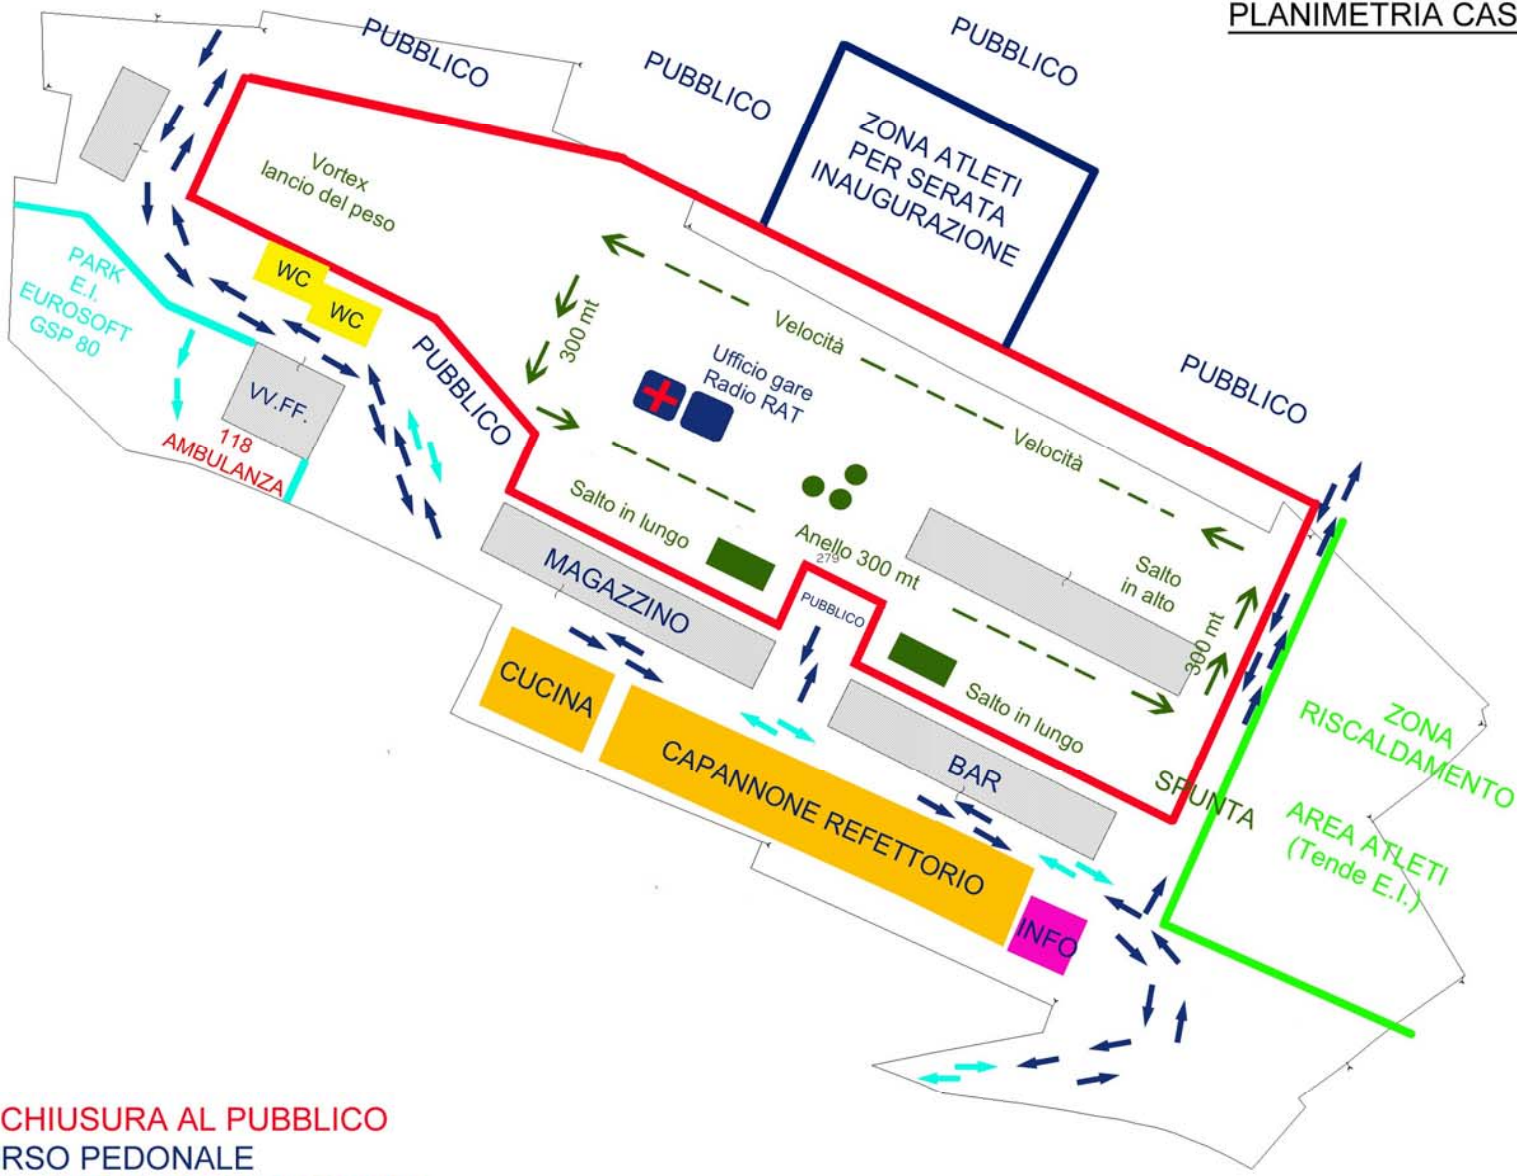 PLANIMETRIA CAS
PUBBLICO
PUBBLICO
PUBBLICO
ZONA ATLETI
PER SERATA
INAUGURAZIONE
Vortex
lancio del peso
WC
WC
PARK
E.I.
EUROSOFT
GSP 80
VV.FF.
118
AMBULANZA
PUBBLICO
300 mt
Velocità
Ufficio gare
Radio RAT
PUBBLICO
Velocità
Salto in lungo
Anello 300 mt
279
Salto
in alto
300 mt
MAGAZZINO
PUBBLICO
CUCINA
CAPANNONE REFETTORIO
Salto in lungo
BAR
SPUNTA
ZONA
RISCALDAMENTO
AREA ATLETI
(Tende E.I.)
INFO
CHIUSURA AL PUBBLICO
RSO PEDONALE